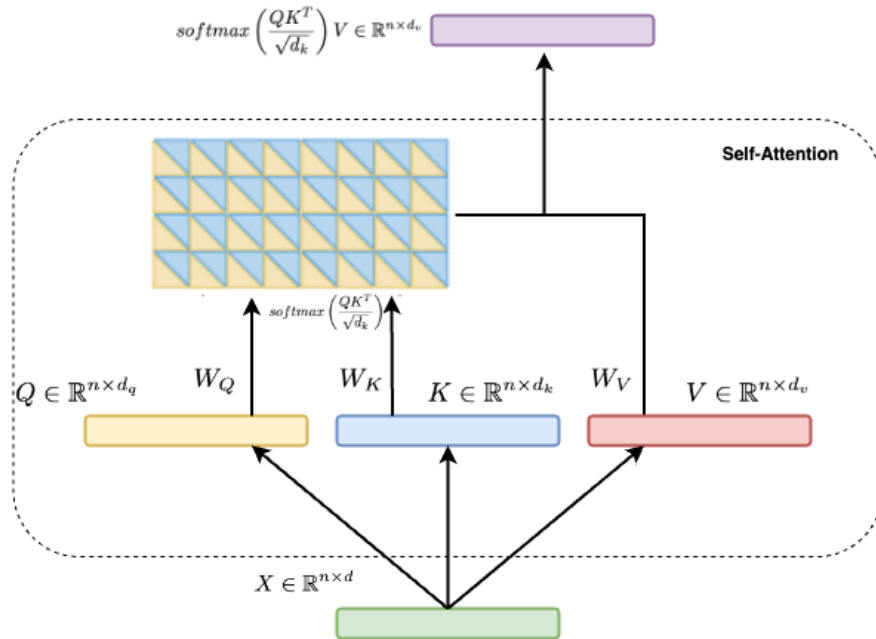 softmax(QK^T/√d_k)V ∈ ℝ^{n×d_v}
Self-Attention
softmax(QK^T/√d_k)
Q ∈ ℝ^{n×d_q}
W_Q
W_K
K ∈ ℝ^{n×d_k}
W_V
V ∈ ℝ^{n×d_v}
X ∈ ℝ^{n×d}